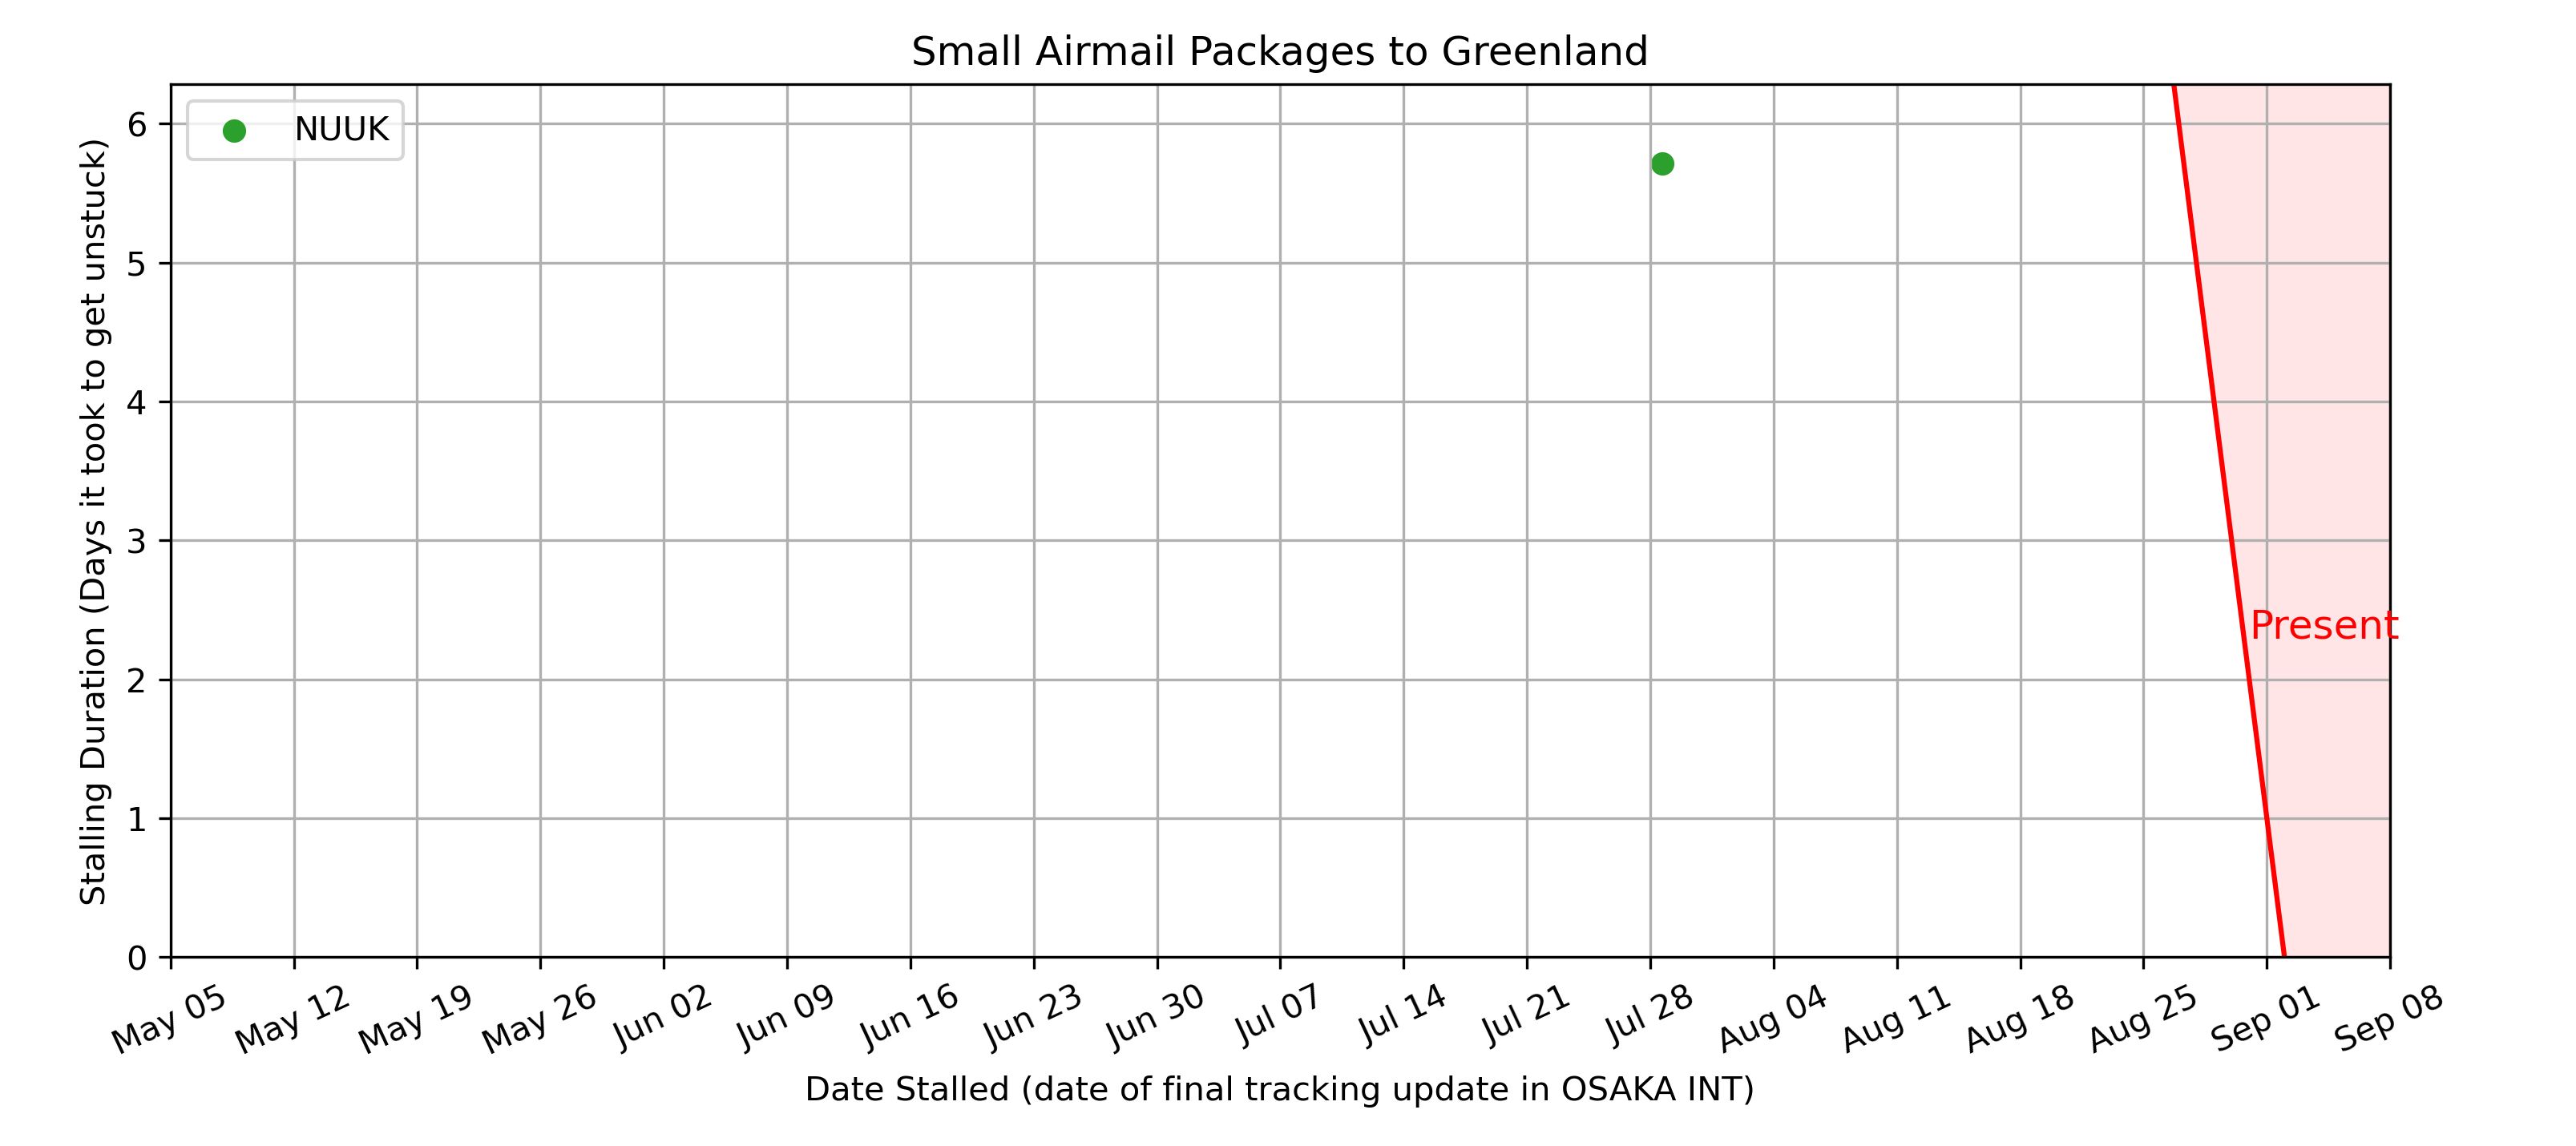 Small Airmail Packages to Greenland
NUUK
Stalling Duration (Days it took to get unstuck)
6
5
4
3
2
1
0
Present
May 05 May 12 May 19 May 26 Jun 02 Jun 09 Jun 16 Jun 23 Jun 30 Jul 07 Jul 14 Jul 21 Jul 28 Aug 04 Aug 11 Aug 18 Aug 25 Sep 01 Sep 08
Date Stalled (date of final tracking update in OSAKA INT)